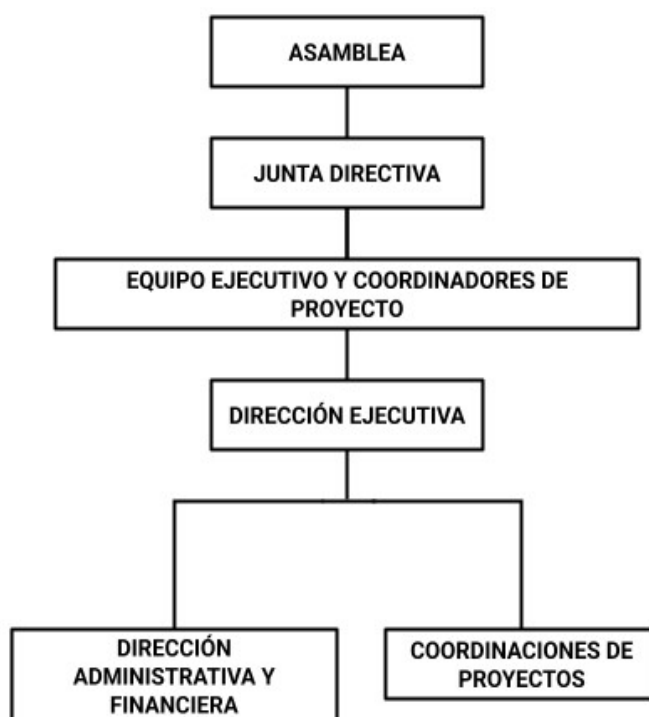 ASAMBLEA
JUNTA DIRECTIVA
EQUIPO EJECUTIVO Y COORDINADORES DE
PROYECTO
DIRECCIÓN EJECUTIVA
DIRECCIÓN
ADMINISTRATIVA Y
FINANCIERA
COORDINACIONES DE
PROYECTOS